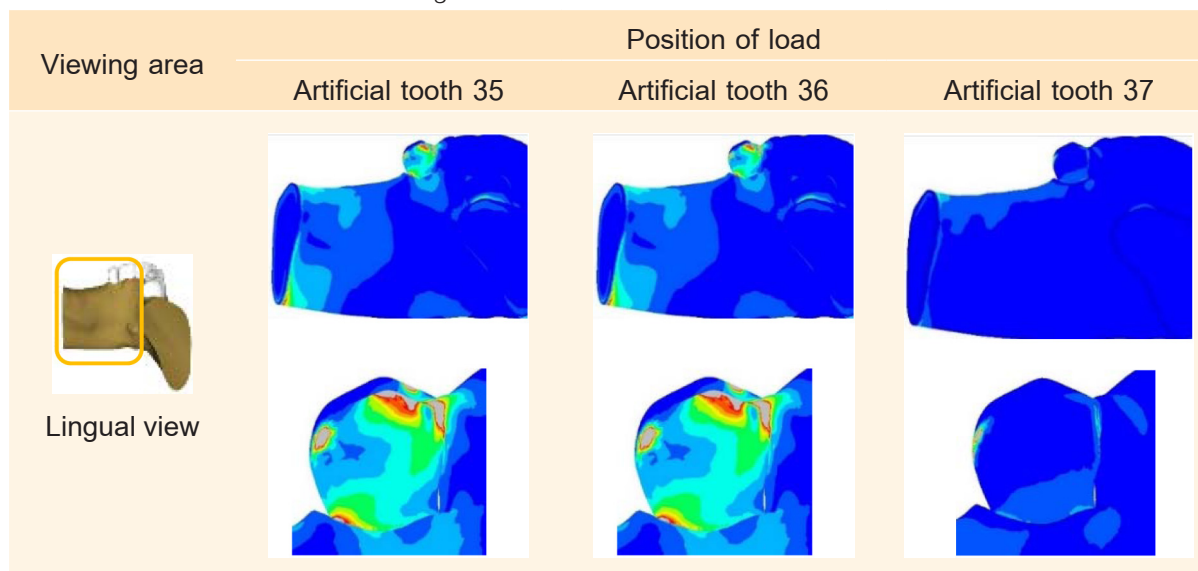 Position of load
Viewing area
Artificial tooth 35 Artificial tooth 36 Artificial tooth 37
Lingual view